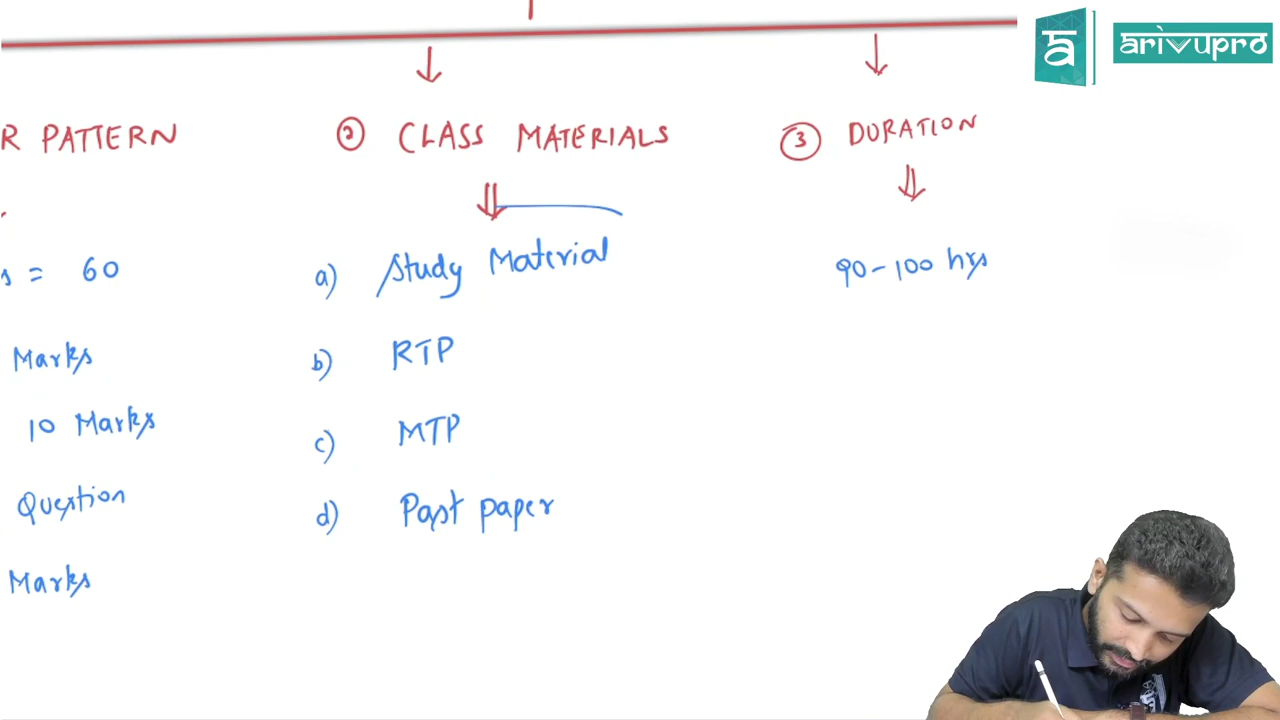 arivupro
R PATTERN
② CLASS MATERIALS
③ DURATION
s = 60
a) Study Material
90-100 hrs
Marks
b) RTP
10 Marks
c) MTP
Question
d) Past paper
Marks